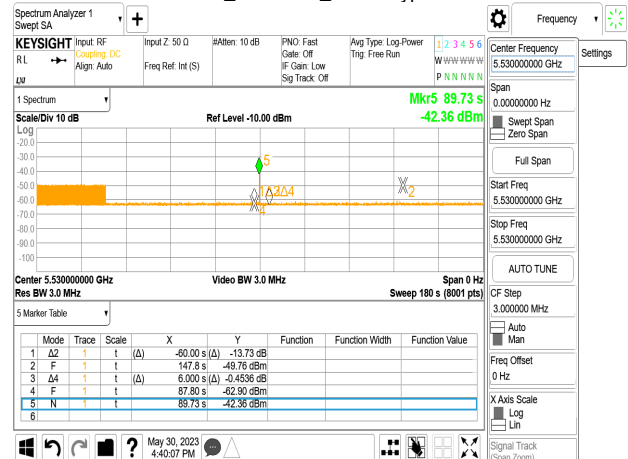 Spectrum Analyzer 1
Swept SA
Frequency
KEYSIGHT
Input: RF
Input Z: 50 Ω
#Atten: 10 dB
PNO: Fast
Avg Type: Log-Power
1 2 3 4 5 6
R L
Coupling: DC
Gate: Off
Trig: Free Run
Align: Auto
Freq Ref: Int (S)
IF Gain: Low
W W W W W W
Sig Track: Off
P N N N N N
LXI
Center Frequency
5.530000000 GHz
Settings
Span
0.00000000 Hz
Swept Span
Zero Span
Full Span
Start Freq
5.530000000 GHz
Stop Freq
5.530000000 GHz
AUTO TUNE
CF Step
3.000000 MHz
Auto
Man
Freq Offset
0 Hz
X Axis Scale
Log
Lin
Signal Track
(Span Zoom)
1 Spectrum
Mkr5 89.73 s
Scale/Div 10 dB
Ref Level -10.00 dBm
-42.36 dBm
Log
-20.0
-30.0
-40.0
-50.0
-60.0
-70.0
-80.0
-90.0
-100
5
Δ4
2
4
Center 5.530000000 GHz
Video BW 3.0 MHz
Span 0 Hz
Res BW 3.0 MHz
Sweep 180 s (8001 pts)
5 Marker Table
Mode Trace Scale X Y Function Function Width Function Value
1 Δ2 1 t (Δ) -60.00 s (Δ) -13.73 dB
2 F 1 t 147.8 s -49.76 dBm
3 Δ4 1 t (Δ) 6.000 s (Δ) -0.4536 dB
4 F 1 t 87.80 s -62.90 dBm
5 N 1 t 89.73 s -42.36 dBm
6
?
May 30, 2023
4:40:07 PM